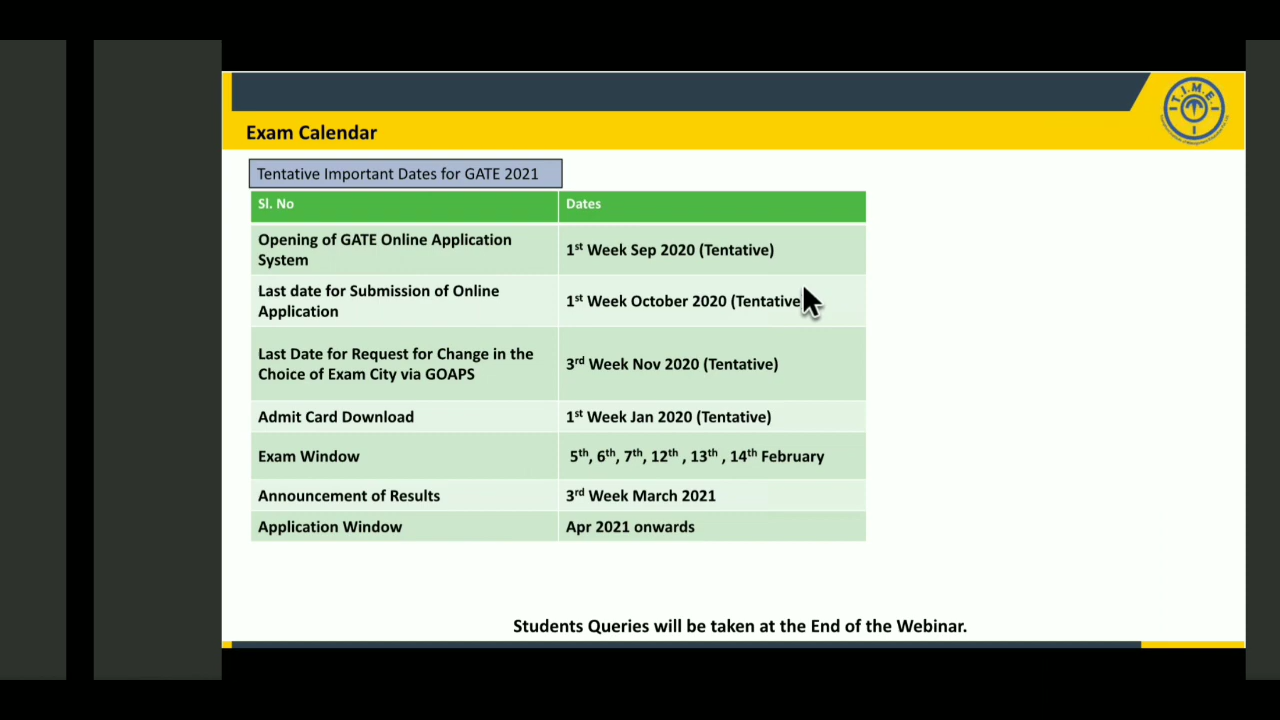 T.I.M.E.
Exam Calendar
Tentative Important Dates for GATE 2021
Sl. No Dates
Opening of GATE Online Application
System
1st Week Sep 2020 (Tentative)
Last date for Submission of Online
Application
1st Week October 2020 (Tentative
Last Date for Request for Change in the
Choice of Exam City via GOAPS
3rd Week Nov 2020 (Tentative)
Admit Card Download 1st Week Jan 2020 (Tentative)
Exam Window 5th, 6th, 7th, 12th , 13th , 14th February
Announcement of Results 3rd Week March 2021
Application Window Apr 2021 onwards
Students Queries will be taken at the End of the Webinar.